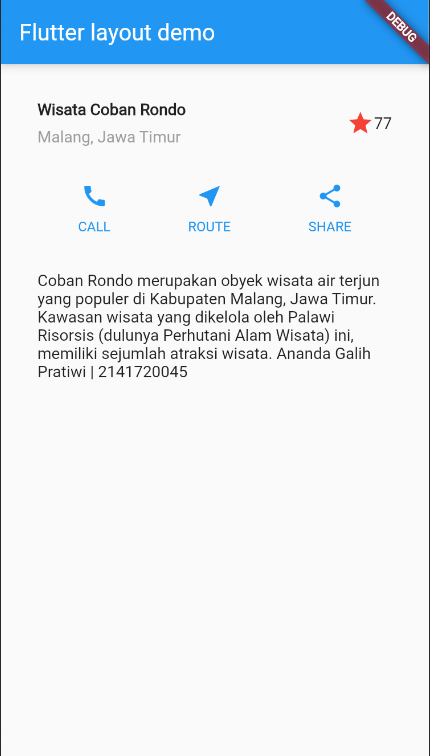 Flutter layout demo
DEBUG
Wisata Coban Rondo
Malang, Jawa Timur
77
CALL
ROUTE
SHARE
Coban Rondo merupakan obyek wisata air terjun
yang populer di Kabupaten Malang, Jawa Timur.
Kawasan wisata yang dikelola oleh Palawi
Risorsis (dulunya Perhutani Alam Wisata) ini,
memiliki sejumlah atraksi wisata. Ananda Galih
Pratiwi | 2141720045